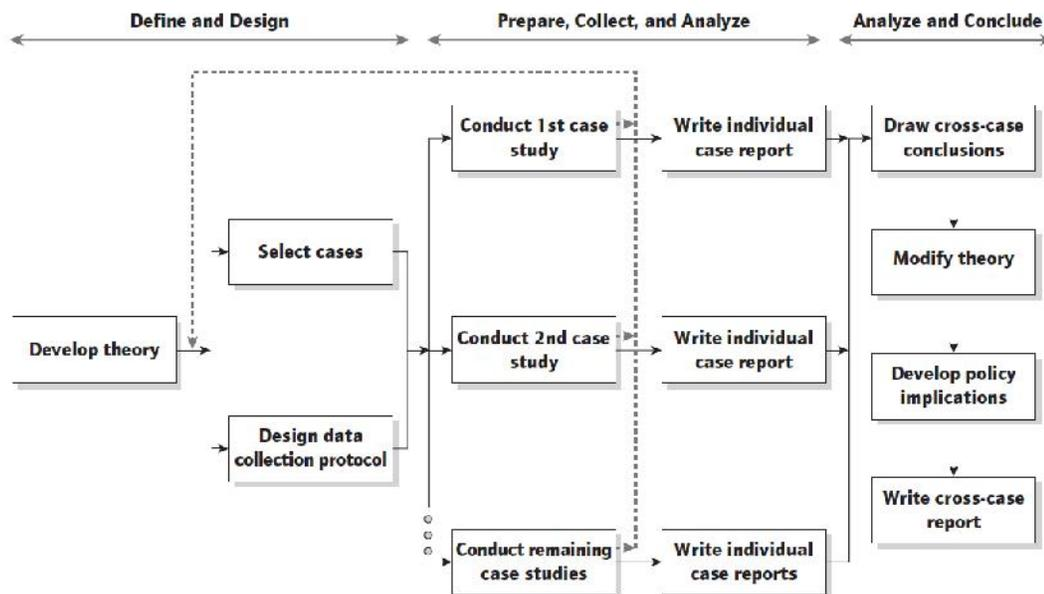 Define and Design
Prepare, Collect, and Analyze
Analyze and Conclude
Conduct 1st case
study
Write individual
case report
Draw cross-case
conclusions
Select cases
Modify theory
Develop theory
Conduct 2nd case
study
Write individual
case report
Develop policy
implications
Design data
collection protocol
Write cross-case
report
Conduct remaining
case studies
Write individual
case reports